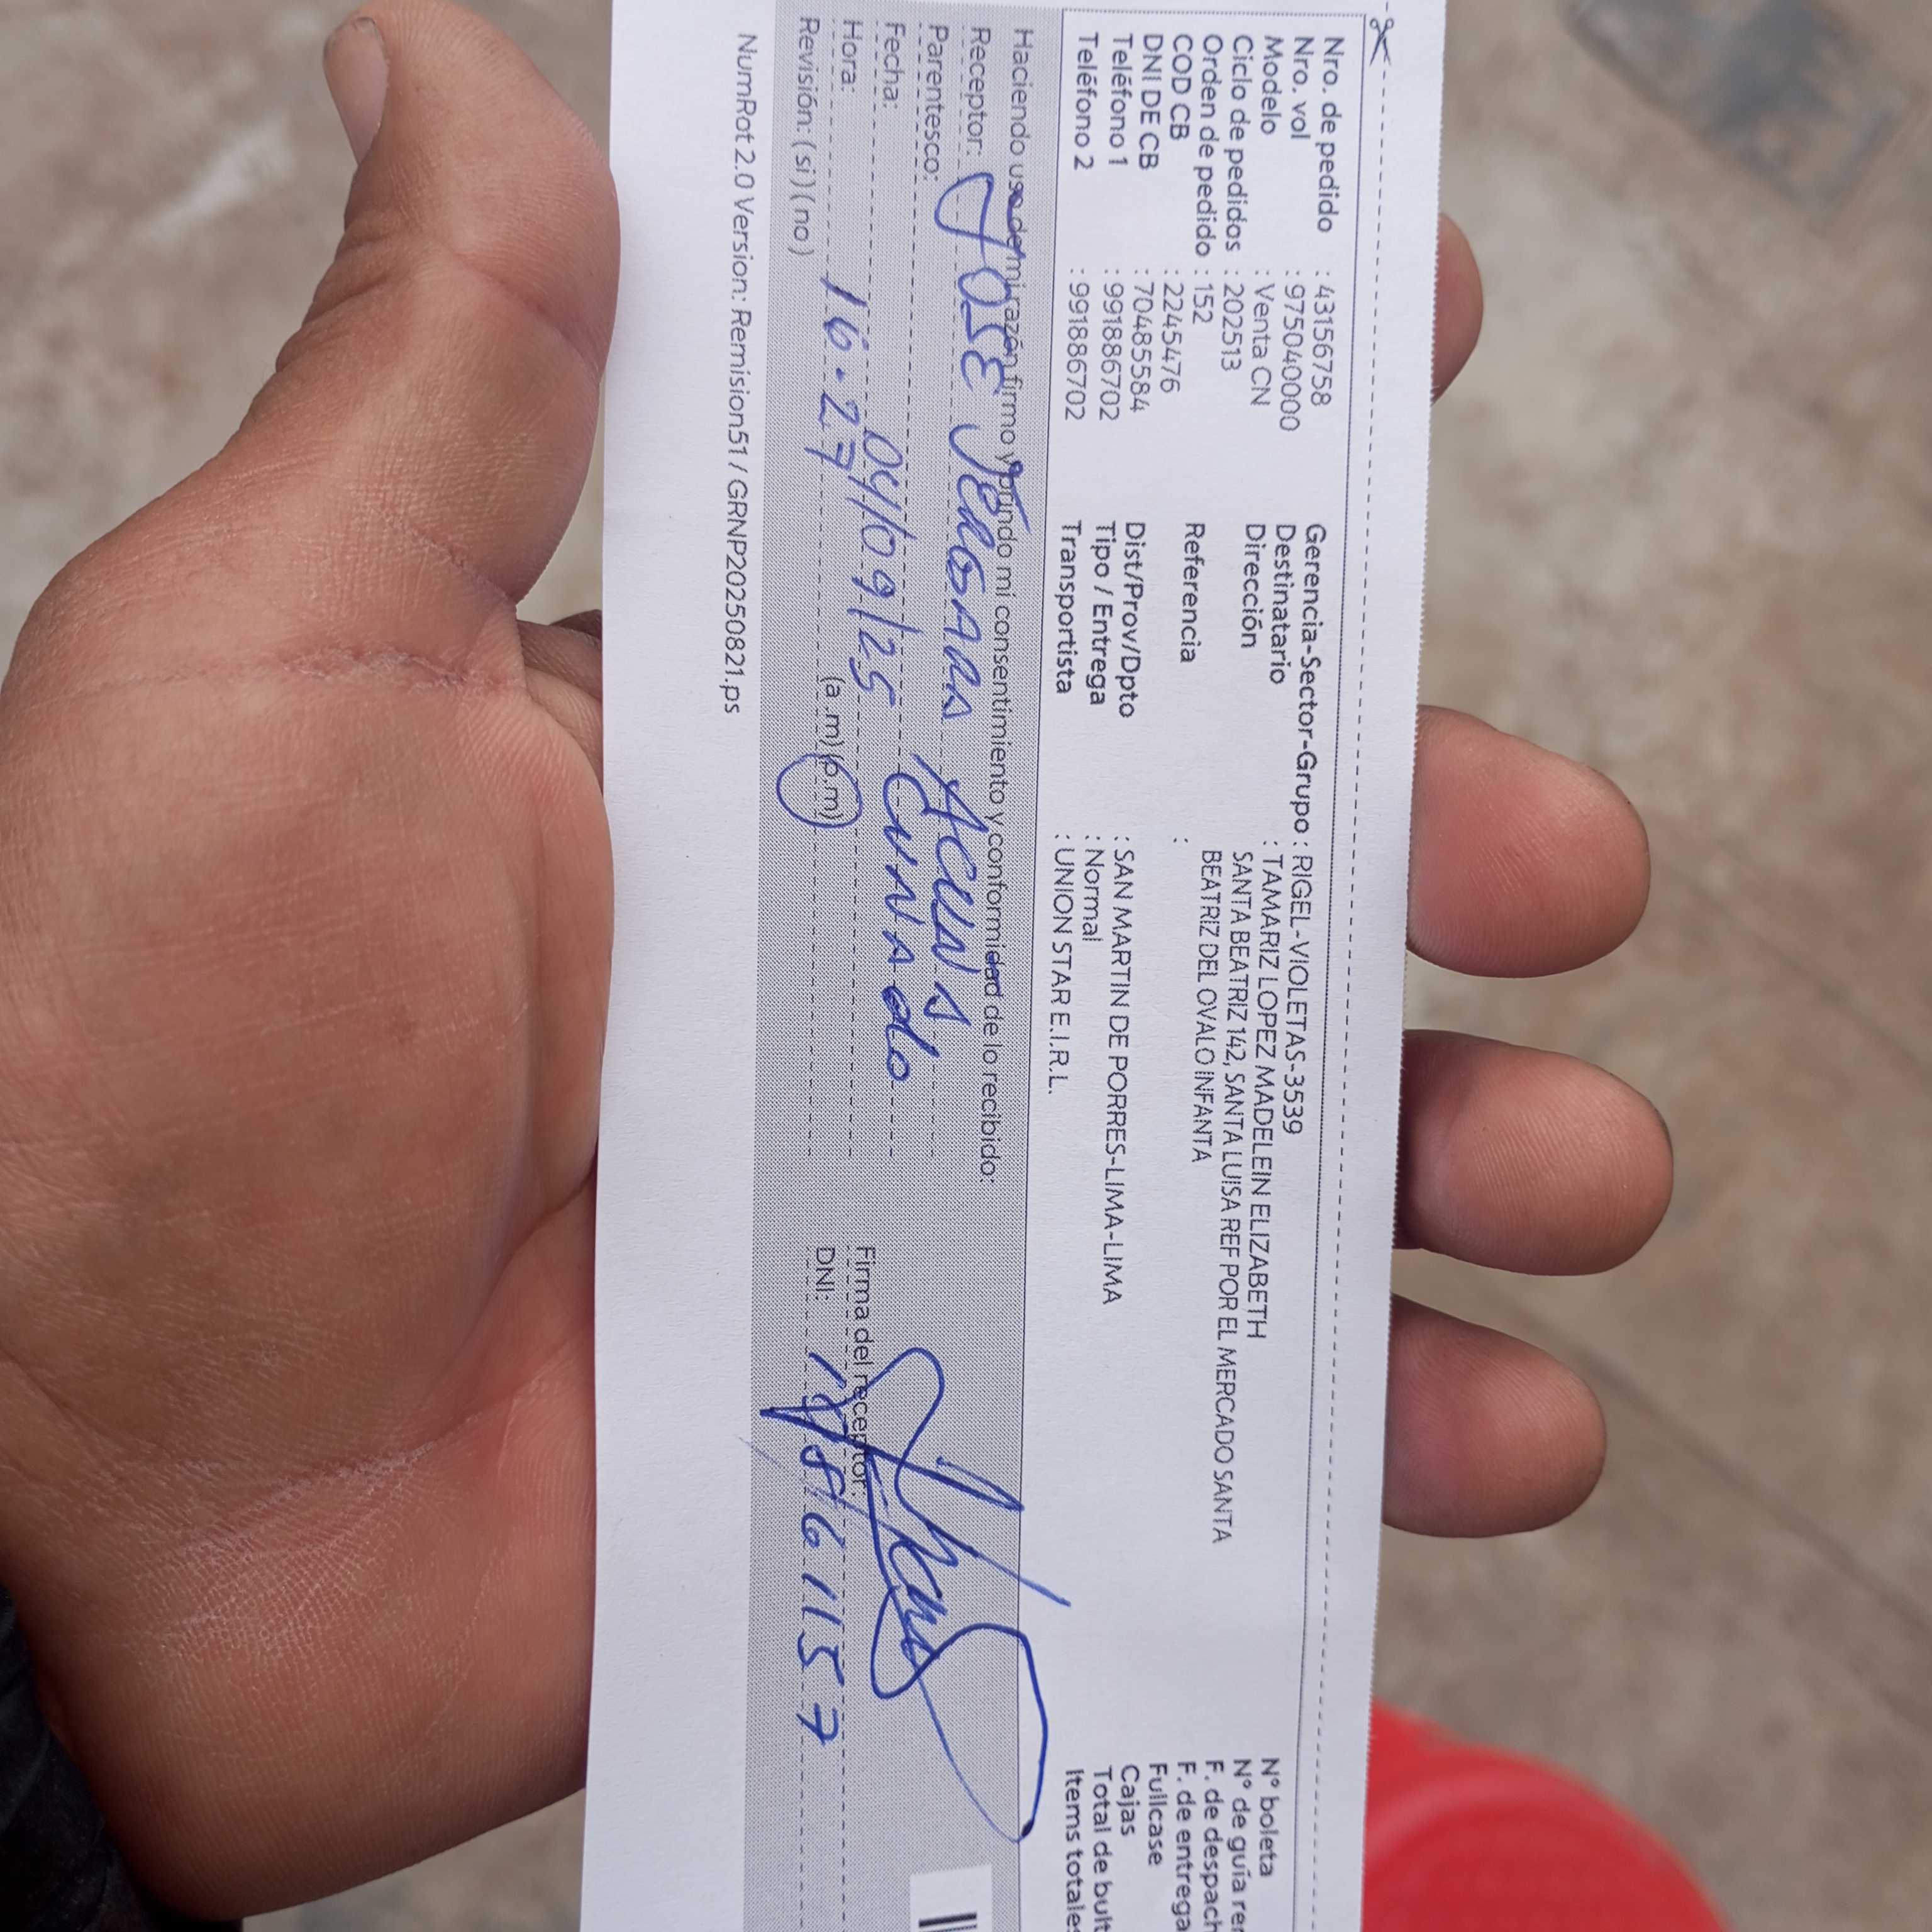 Nro. de pedido : 43156758
Nro. vol : 975040000
Modelo : Venta CN
Ciclo de pedidos : 202513
Orden de pedido : 152
COD CB : 2245476
DNI DE CB : 70485584
Teléfono 1 : 991886702
Teléfono 2 : 991886702
Gerencia-Sector-Grupo : RIGEL-VIOLETAS-3539
Destinatario : TAMARIZ LOPEZ MADELEIN ELIZABETH
Dirección SANTA BEATRIZ 142, SANTA LUISA REF POR EL MERCADO SANTA
BEATRIZ DEL OVALO INFANTA
Referencia :
Dist/Prov/Dpto : SAN MARTIN DE PORRES-LIMA-LIMA
Tipo / Entrega : Normal
Transportista : UNION STAR E.I.R.L.
N° boleta
N° de guía
F. de
F. de entrega
Fullcase
Cajas
Total de
Items totales
Haciendo uso de mi razón firmo y brindo mi consentimiento y conformidad de lo recibido:
Receptor: JOSE VERGARA ACUÑA
Parentesco: CUÑADO
Fecha: 04/09/25
Hora: 16.27 (a.m) (p.m)
Revisión: (si) (no)
Firma del receptor:
DNI:
NumRot 2.0 Version: Remision51 / GRNP20250821.ps